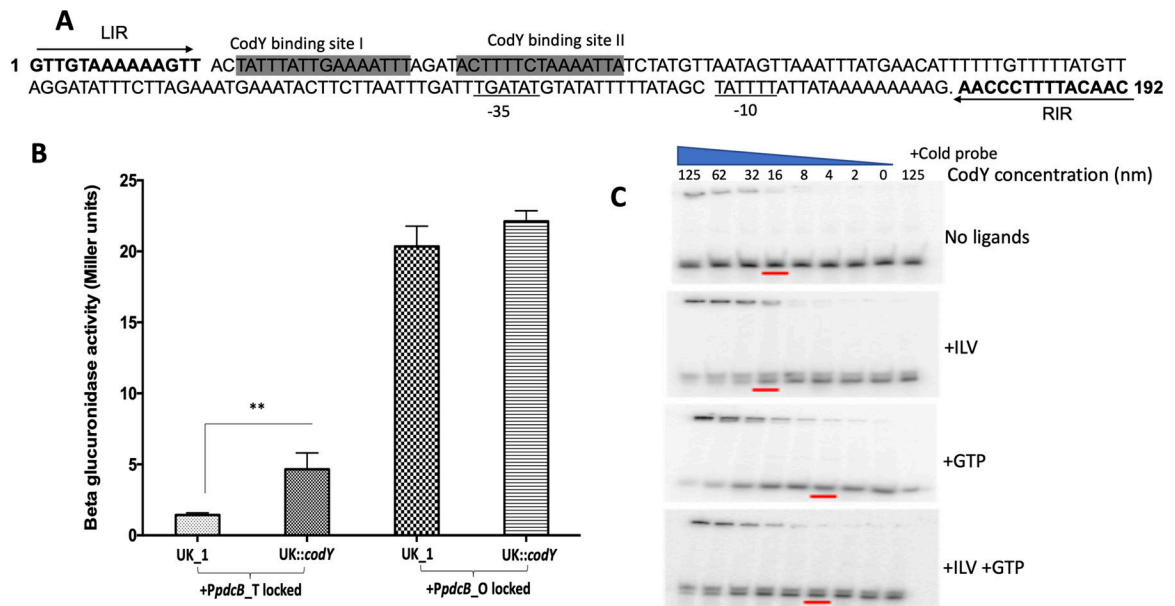 A
LIR
CodY binding site I
CodY binding site II
1 GTTGTAAAAAAGTT ACTATTTATTGAAAATTTAGATACTTTTCTAAAATTATCTATGTTAATAGTTAAATTTATGAACATTTTTTGTTTTTATGTT
AGGATATTTCTTAGAAATGAAATACTTCTTAATTTGATTTGATATGTATATTTTTATAGC TATTTTATTATAAAAAAAAAG. AACCCTTTTACAAC 192
-35
-10
RIR
B
Beta glucuronidase activity (Miller units)
25
20
15
10
5
0
**
UK_1
UK::codY
UK_1
UK::codY
+PpdcB_T locked
+PpdcB_O locked
C
+Cold probe
125 62 32 16 8 4 2 0 125
CodY concentration (nm)
No ligands
+ILV
+GTP
+ILV +GTP